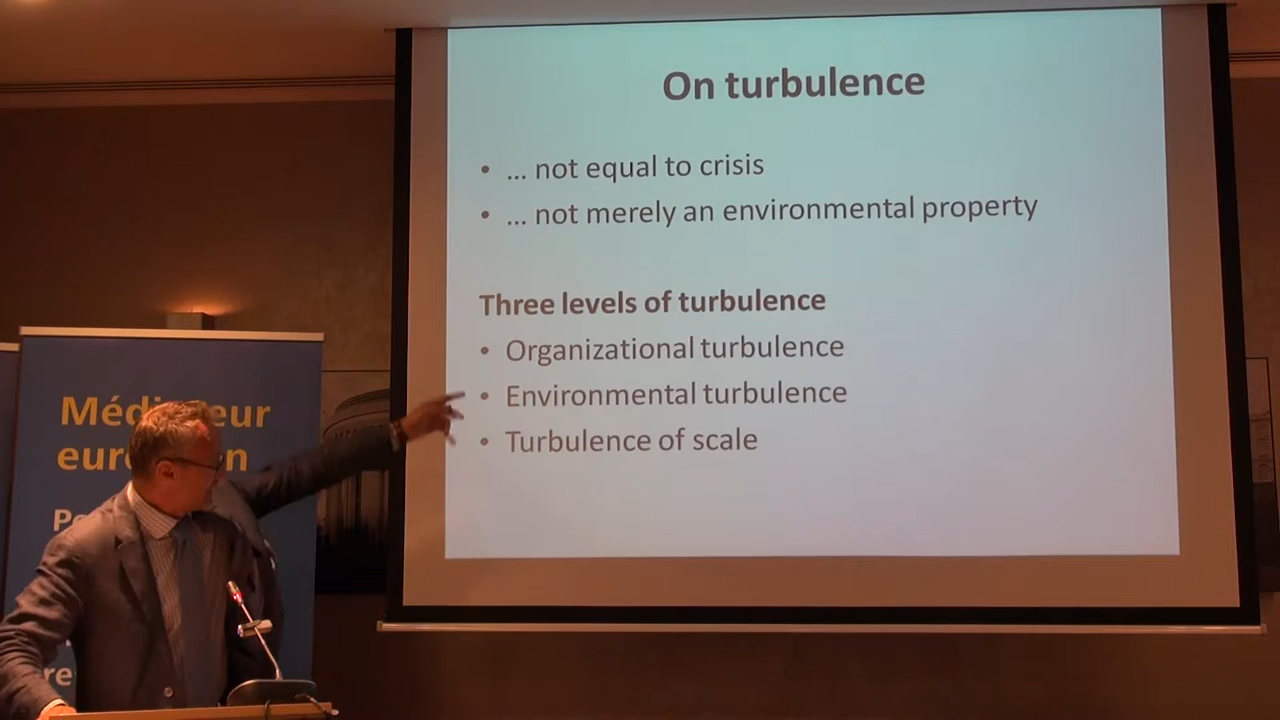 On turbulence
• ... not equal to crisis
• ... not merely an environmental property
Three levels of turbulence
• Organizational turbulence
• Environmental turbulence
• Turbulence of scale